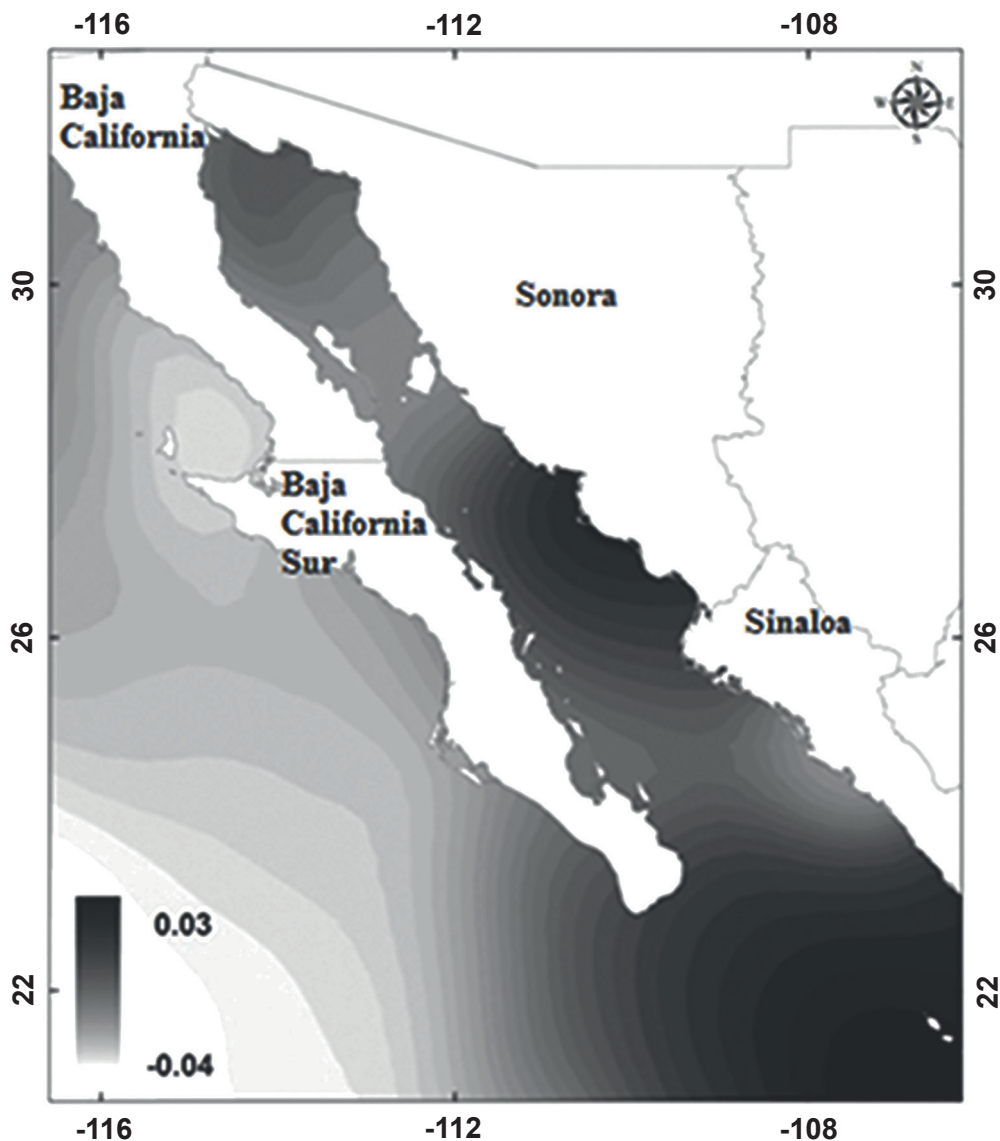 -116 -112 -108
N
W E
S
Baja
California
30 30
Sonora
Baja
California
Sur
26 26
Sinaloa
22 22
0.03
-0.04
-116 -112 -108